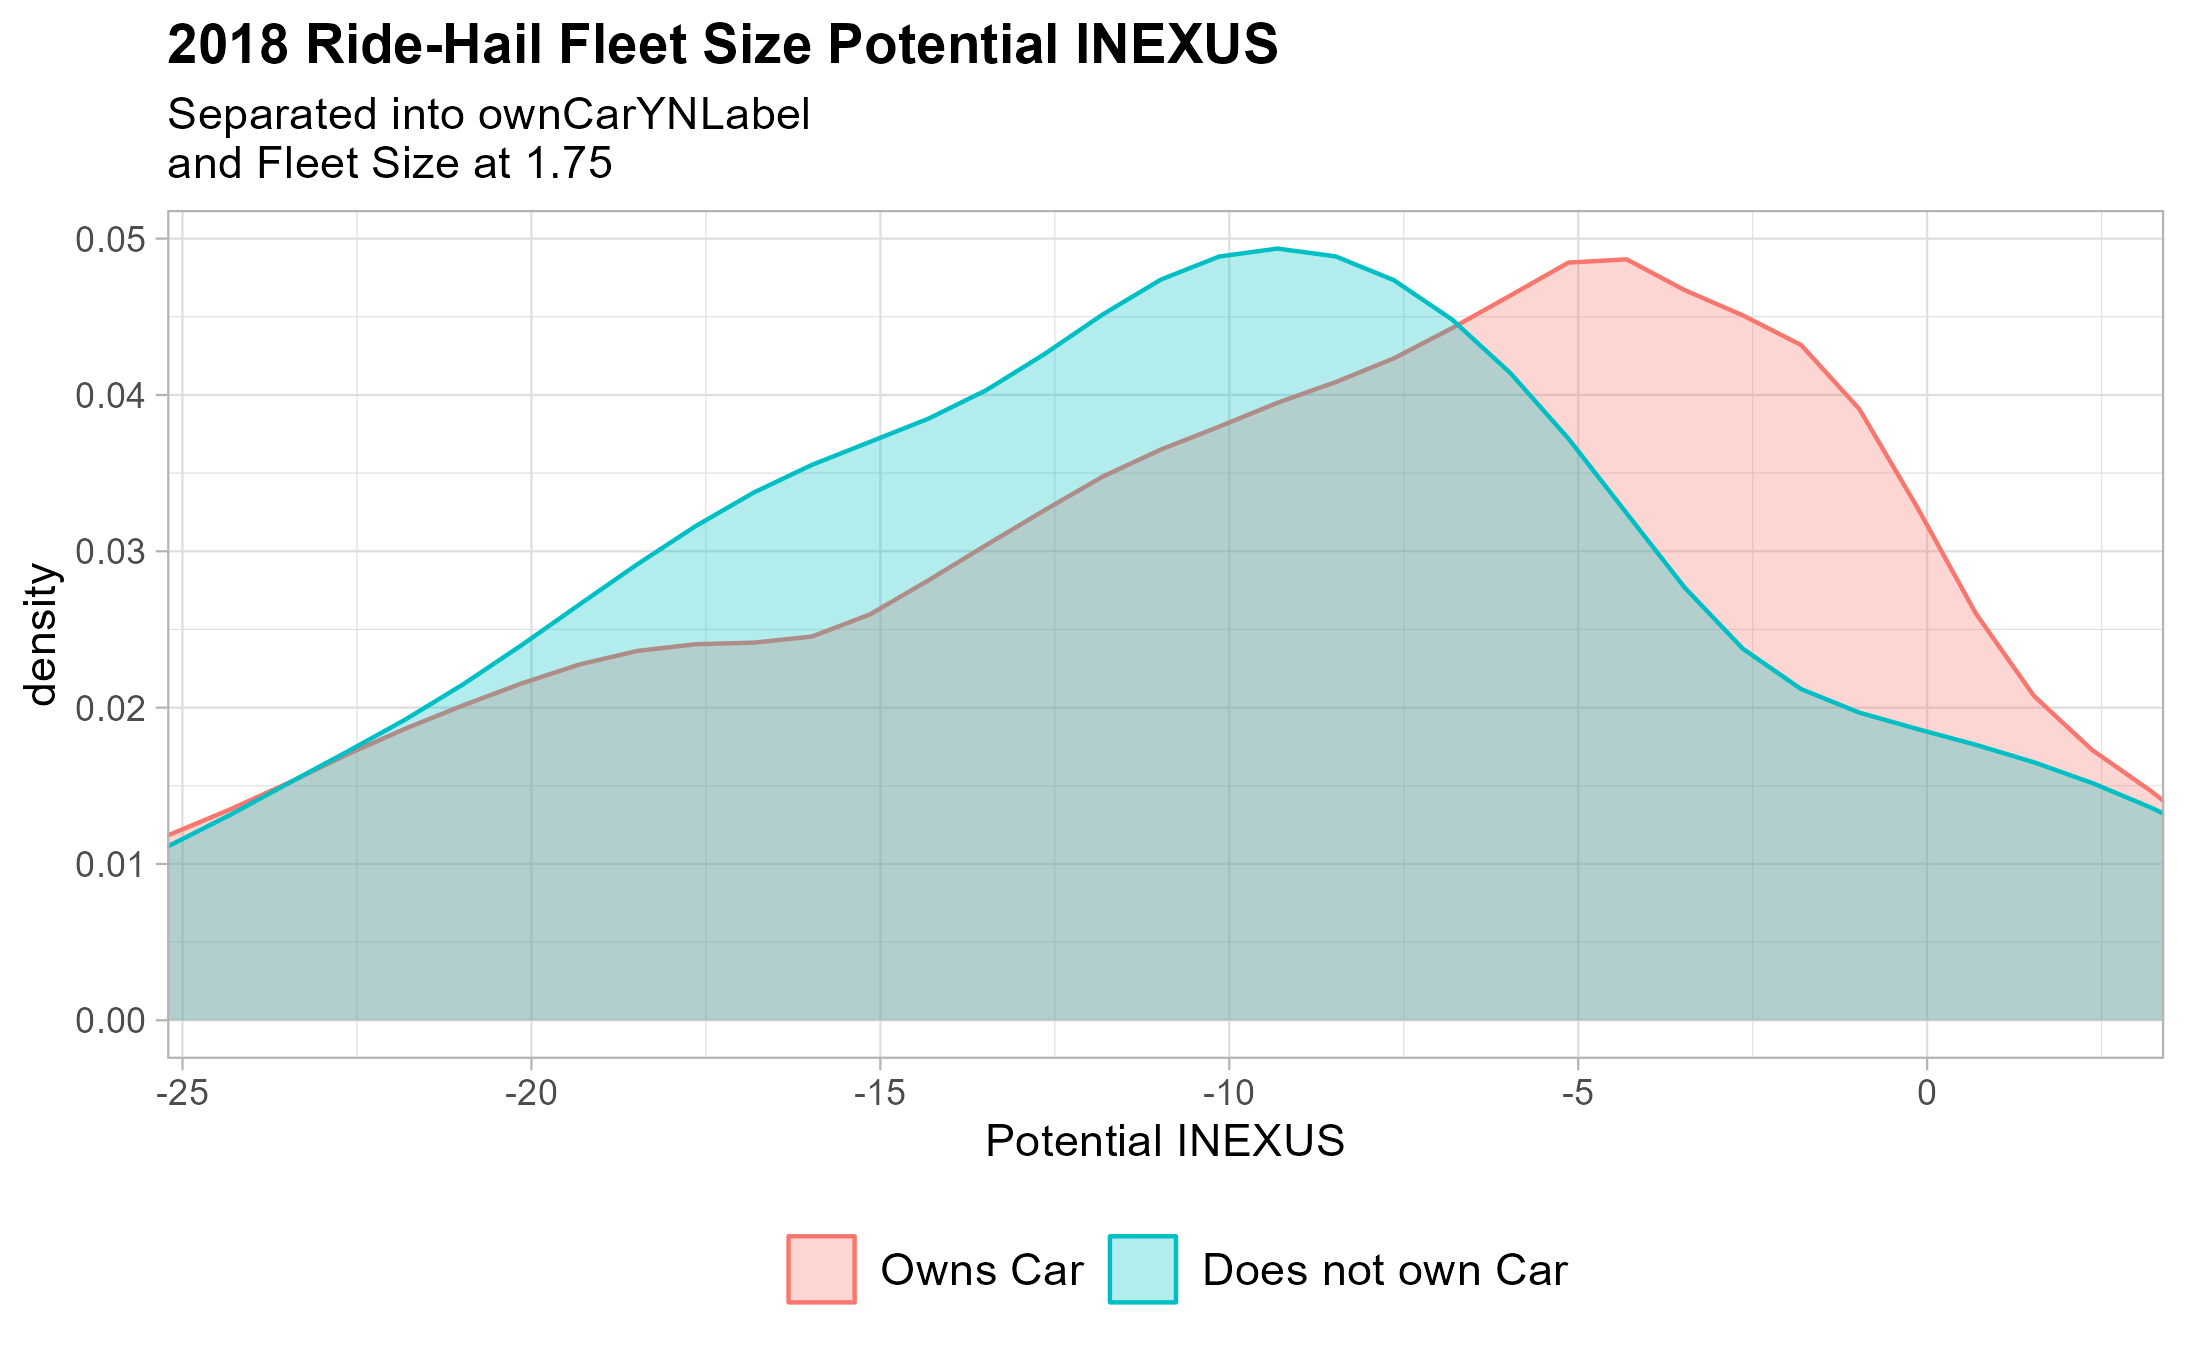 2018 Ride-Hail Fleet Size Potential INEXUS
Separated into ownCarYNLabel
and Fleet Size at 1.75
density
0.05
0.04
0.03
0.02
0.01
0.00
-25 -20 -15 -10 -5 0
Potential INEXUS
Owns Car Does not own Car